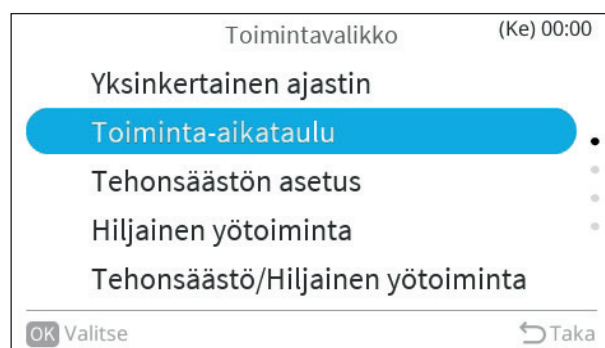 Toimintavalikko
(Ke) 00:00
Yksinkertainen ajastin
Toiminta-aikataulu
Tehonsäästön asetus
Hiljainen yötoiminta
Tehonsäästö/Hiljainen yötoiminta
OK Valitse
Taka